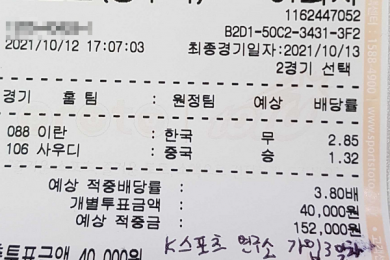 1162447052
B2D1-50C2-3431-3F2
2021/10/12 17:07:03 최종경기일자:2021/10/13
2경기 선택
경기 홈 팀 : 원정팀 예상 배당률
088 이란 : 한국 무 2.85
106 사우디 : 중국 승 1.32
예상 적중배당률 : 3.80배
개별투표금액 : 40,000원
예상 적중금 : 152,000원
투표금액 40,000원 K스포츠 연구소 가입3
1588-4000
www.sportstoto